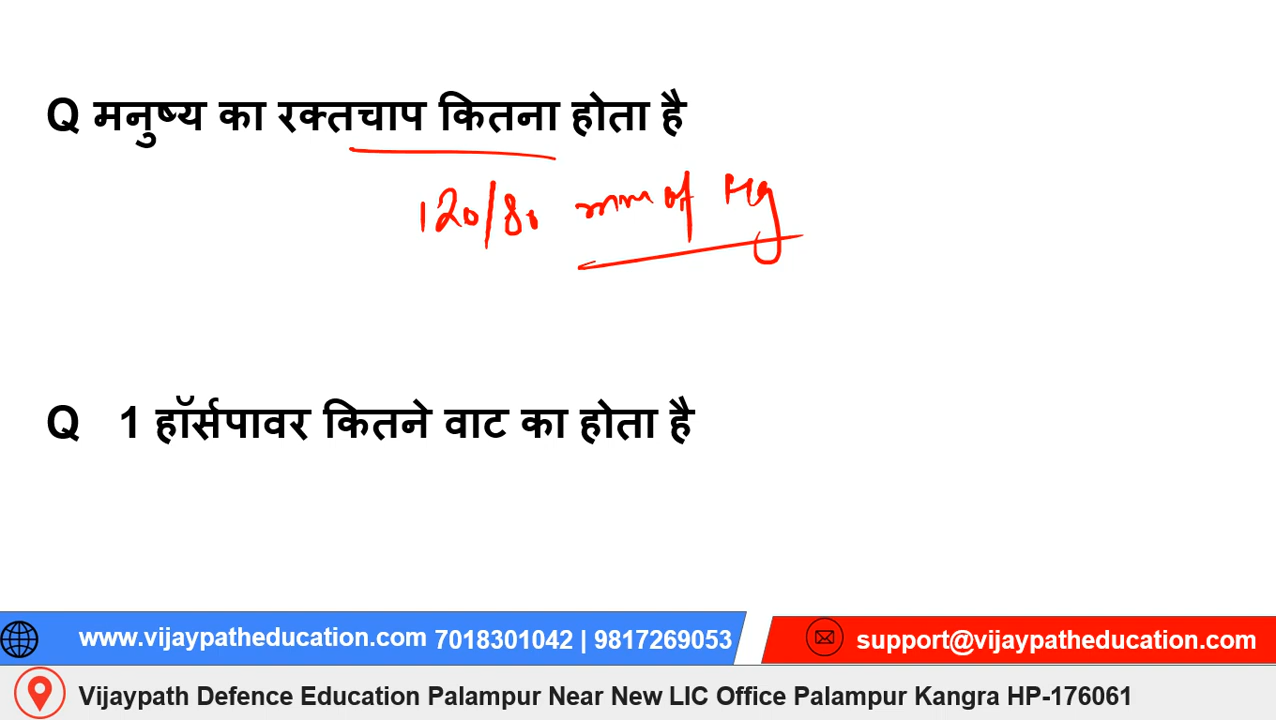 Q मनुष्य का रक्तचाप कितना होता है
120/80 mm of Hg
Q 1 हॉर्सपावर कितने वाट का होता है
www.vijaypatheducation.com 7018301042 | 9817269053
support@vijaypatheducation.com
Vijaypath Defence Education Palampur Near New LIC Office Palampur Kangra HP-176061